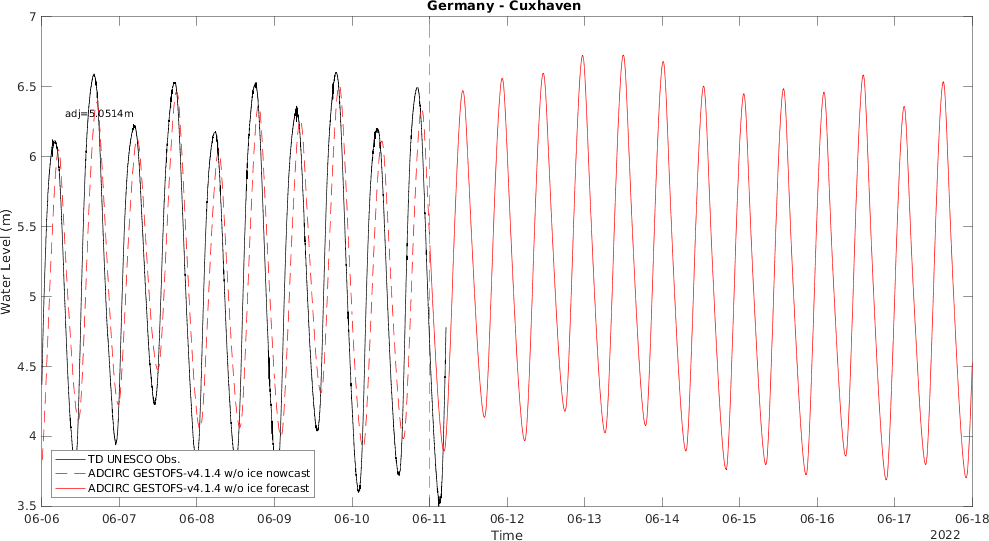 Germany - Cuxhaven
7
6.5
adj=5.0514m
6
5.5
5
4.5
4
3.5
Water Level (m)
TD UNESCO Obs.
ADCIRC GESTOFS-v4.1.4 w/o ice nowcast
ADCIRC GESTOFS-v4.1.4 w/o ice forecast
06-06 06-07 06-08 06-09 06-10 06-11 06-12 06-13 06-14 06-15 06-16 06-17 06-18
Time
2022